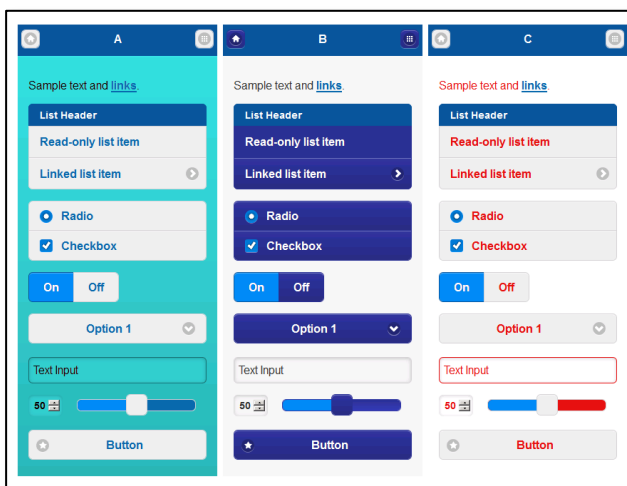 A
Sample text and links.
List Header
Read-only list item
Linked list item
Radio
Checkbox
On Off
Option 1
Text Input
50
Button
B
Sample text and links.
List Header
Read-only list item
Linked list item
Radio
Checkbox
On Off
Option 1
Text Input
50
Button
C
Sample text and links.
List Header
Read-only list item
Linked list item
Radio
Checkbox
On Off
Option 1
Text Input
50
Button